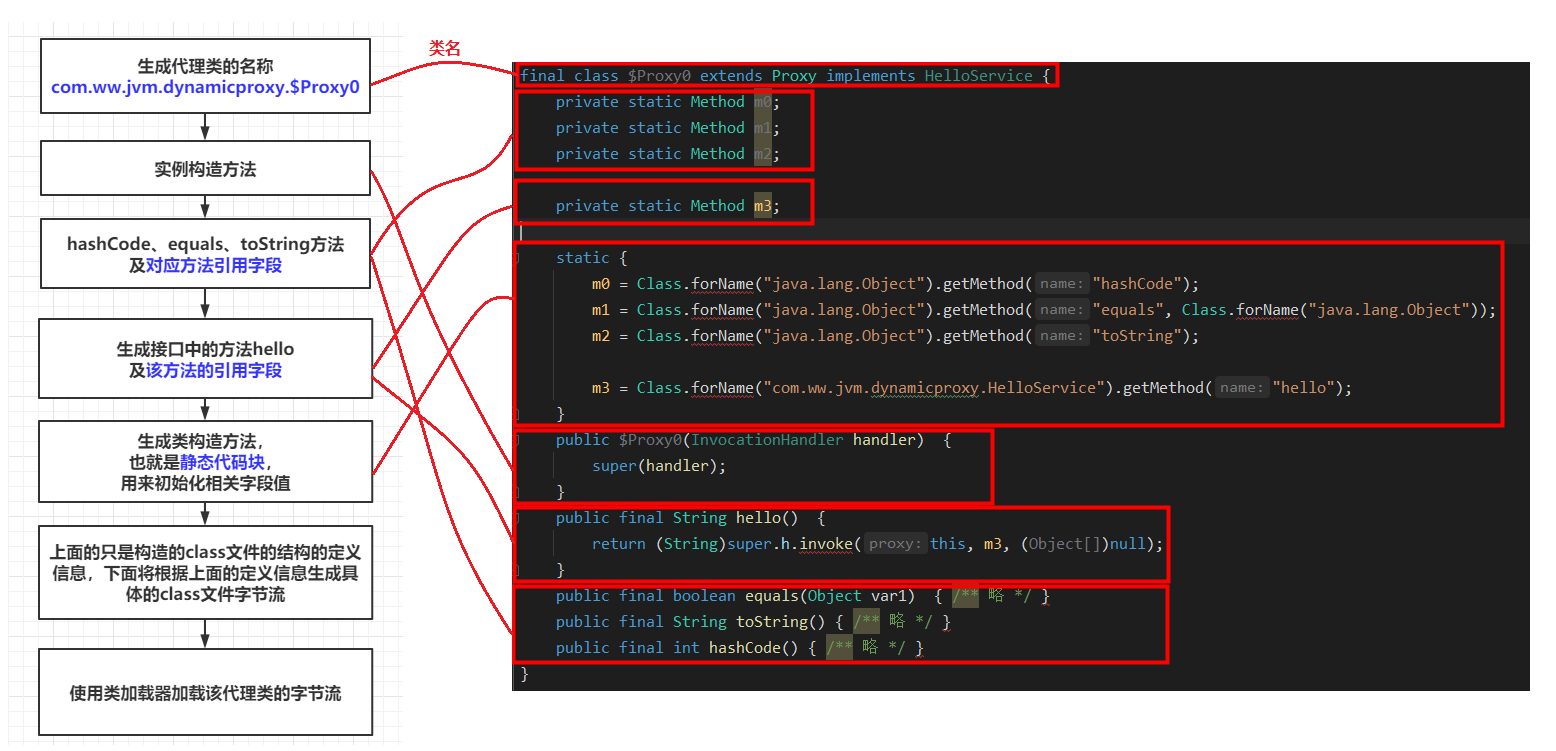 生成代理类的名称
com.ww.jvm.dynamicproxy.$Proxy0
实例构造方法
hashCode、equals、toString方法
及对应方法引用字段
生成接口中的方法hello
及该方法的引用字段
生成类构造方法，
也就是静态代码块，
用来初始化相关字段值
上面的只是构造的class文件的结构的定义
信息，下面将根据上面的定义信息生成具
体的class文件字节流
使用类加载器加载该代理类的字节流
类名
final class $Proxy0 extends Proxy implements HelloService {
private static Method m0;
private static Method m1;
private static Method m2;
private static Method m3;
static {
m0 = Class.forName("java.lang.Object").getMethod( name: "hashCode");
m1 = Class.forName("java.lang.Object").getMethod( name: "equals", Class.forName("java.lang.Object"));
m2 = Class.forName("java.lang.Object").getMethod( name: "toString");
m3 = Class.forName("com.ww.jvm.dynamicproxy.HelloService").getMethod( name: "hello");
}
public $Proxy0(InvocationHandler handler) {
super(handler);
}
public final String hello() {
return (String)super.h.invoke( proxy: this, m3, (Object[])null);
}
public final boolean equals(Object var1) { /** 略 */ }
public final String toString() { /** 略 */ }
public final int hashCode() { /** 略 */ }
}